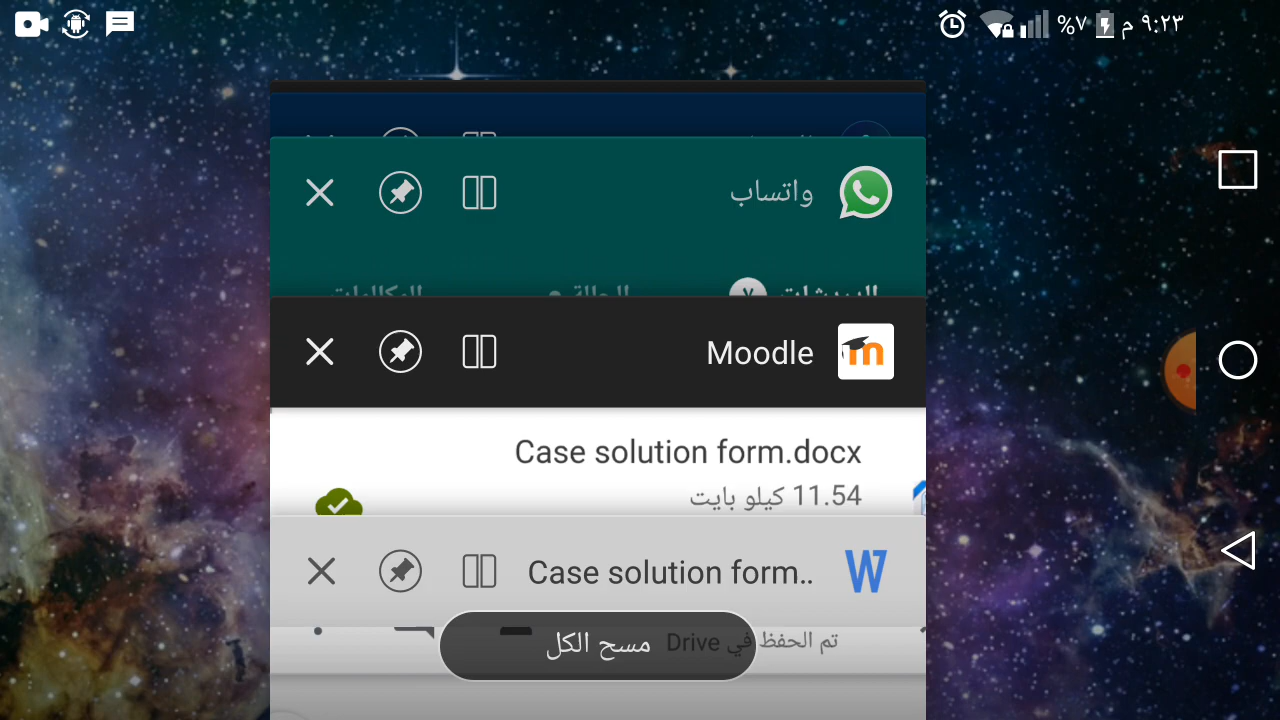 %٧ م ٩:٢٣
واتساب
٧
Moodle
Case solution form.docx
11.54 كيلو بايت
Case solution form..
تم الحفظ في Drive
مسح الكل